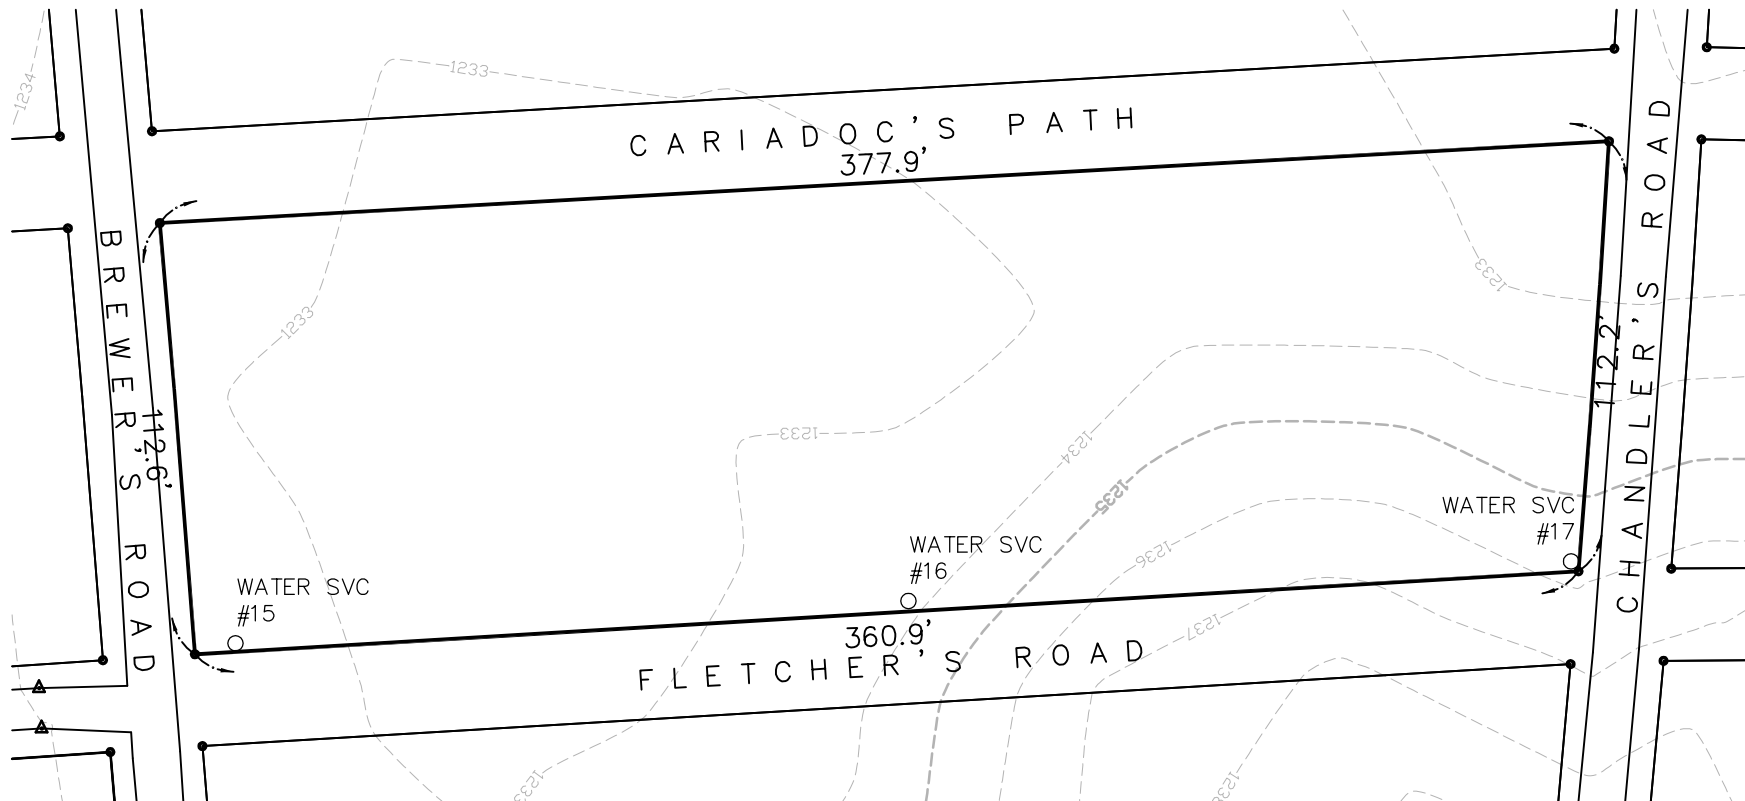 1234
1233
CARIADOC'S PATH
377.9'
BREWER'S ROAD
112.6'
1233
1233
1233
CHANDLER'S ROAD
112.2'
1234
1235
1236
1237
WATER SVC
#17
WATER SVC
#16
WATER SVC
#15
360.9'
FLETCHER'S ROAD
1238